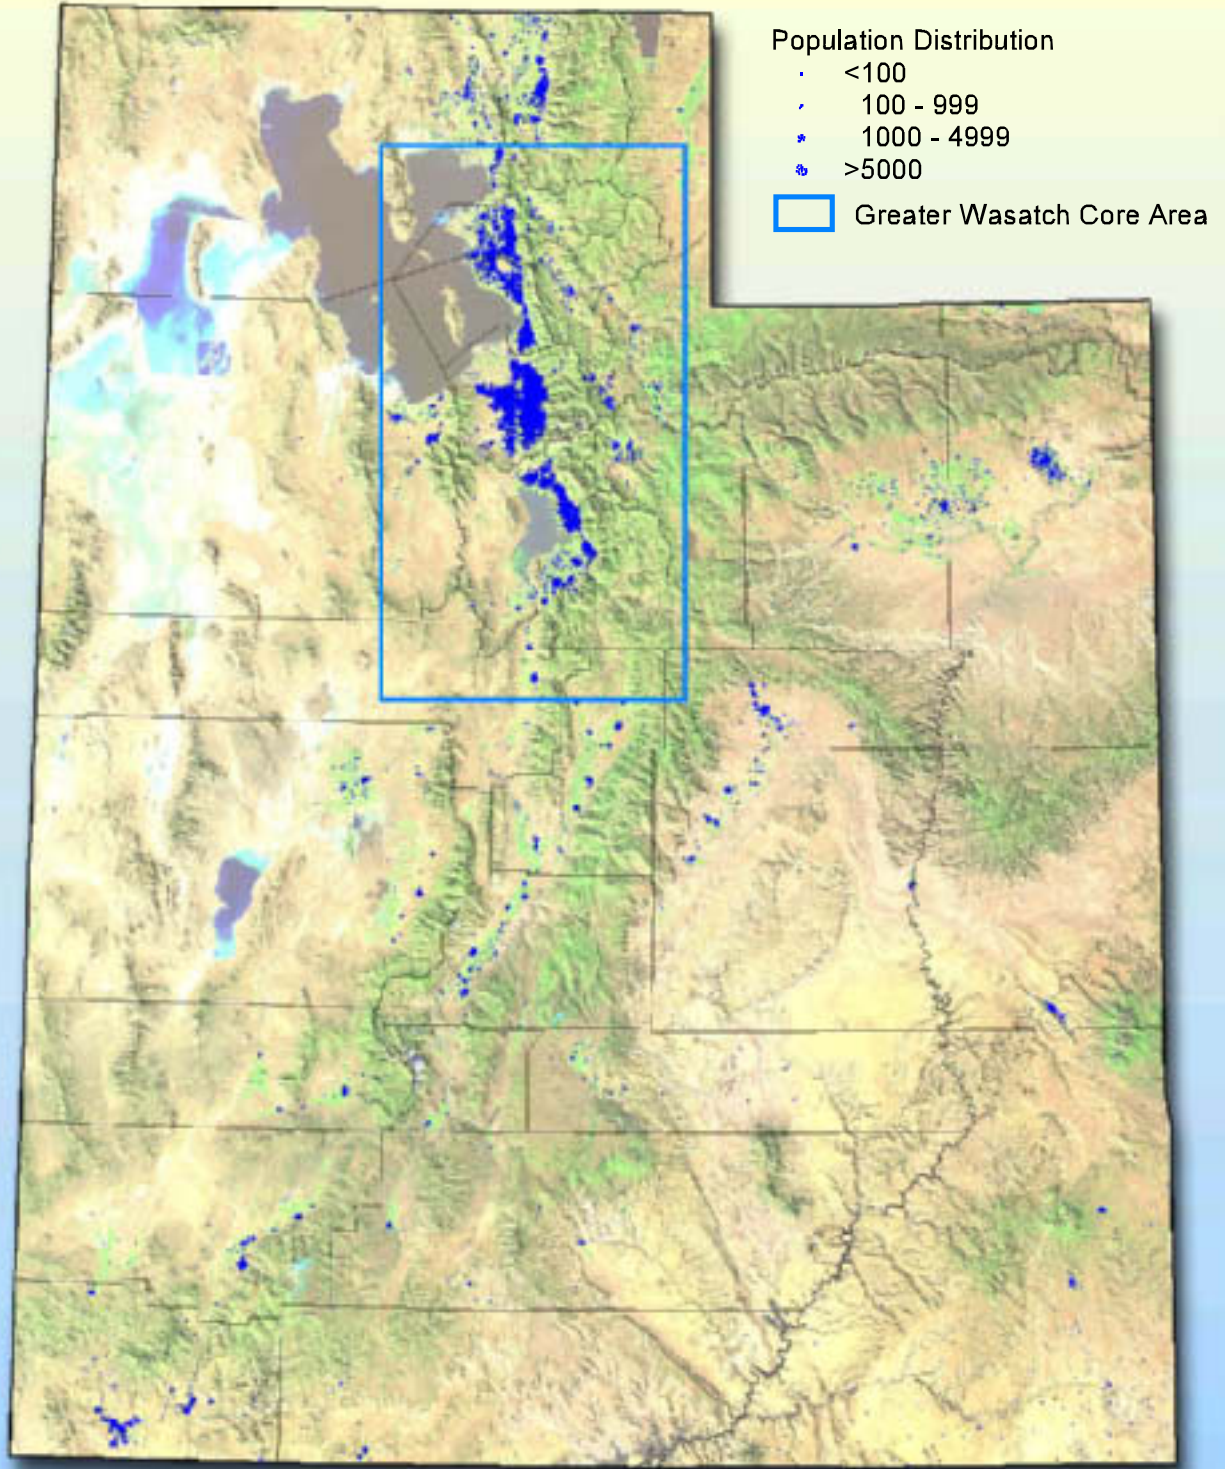 Population Distribution
<100
100 - 999
1000 - 4999
>5000
Greater Wasatch Core Area